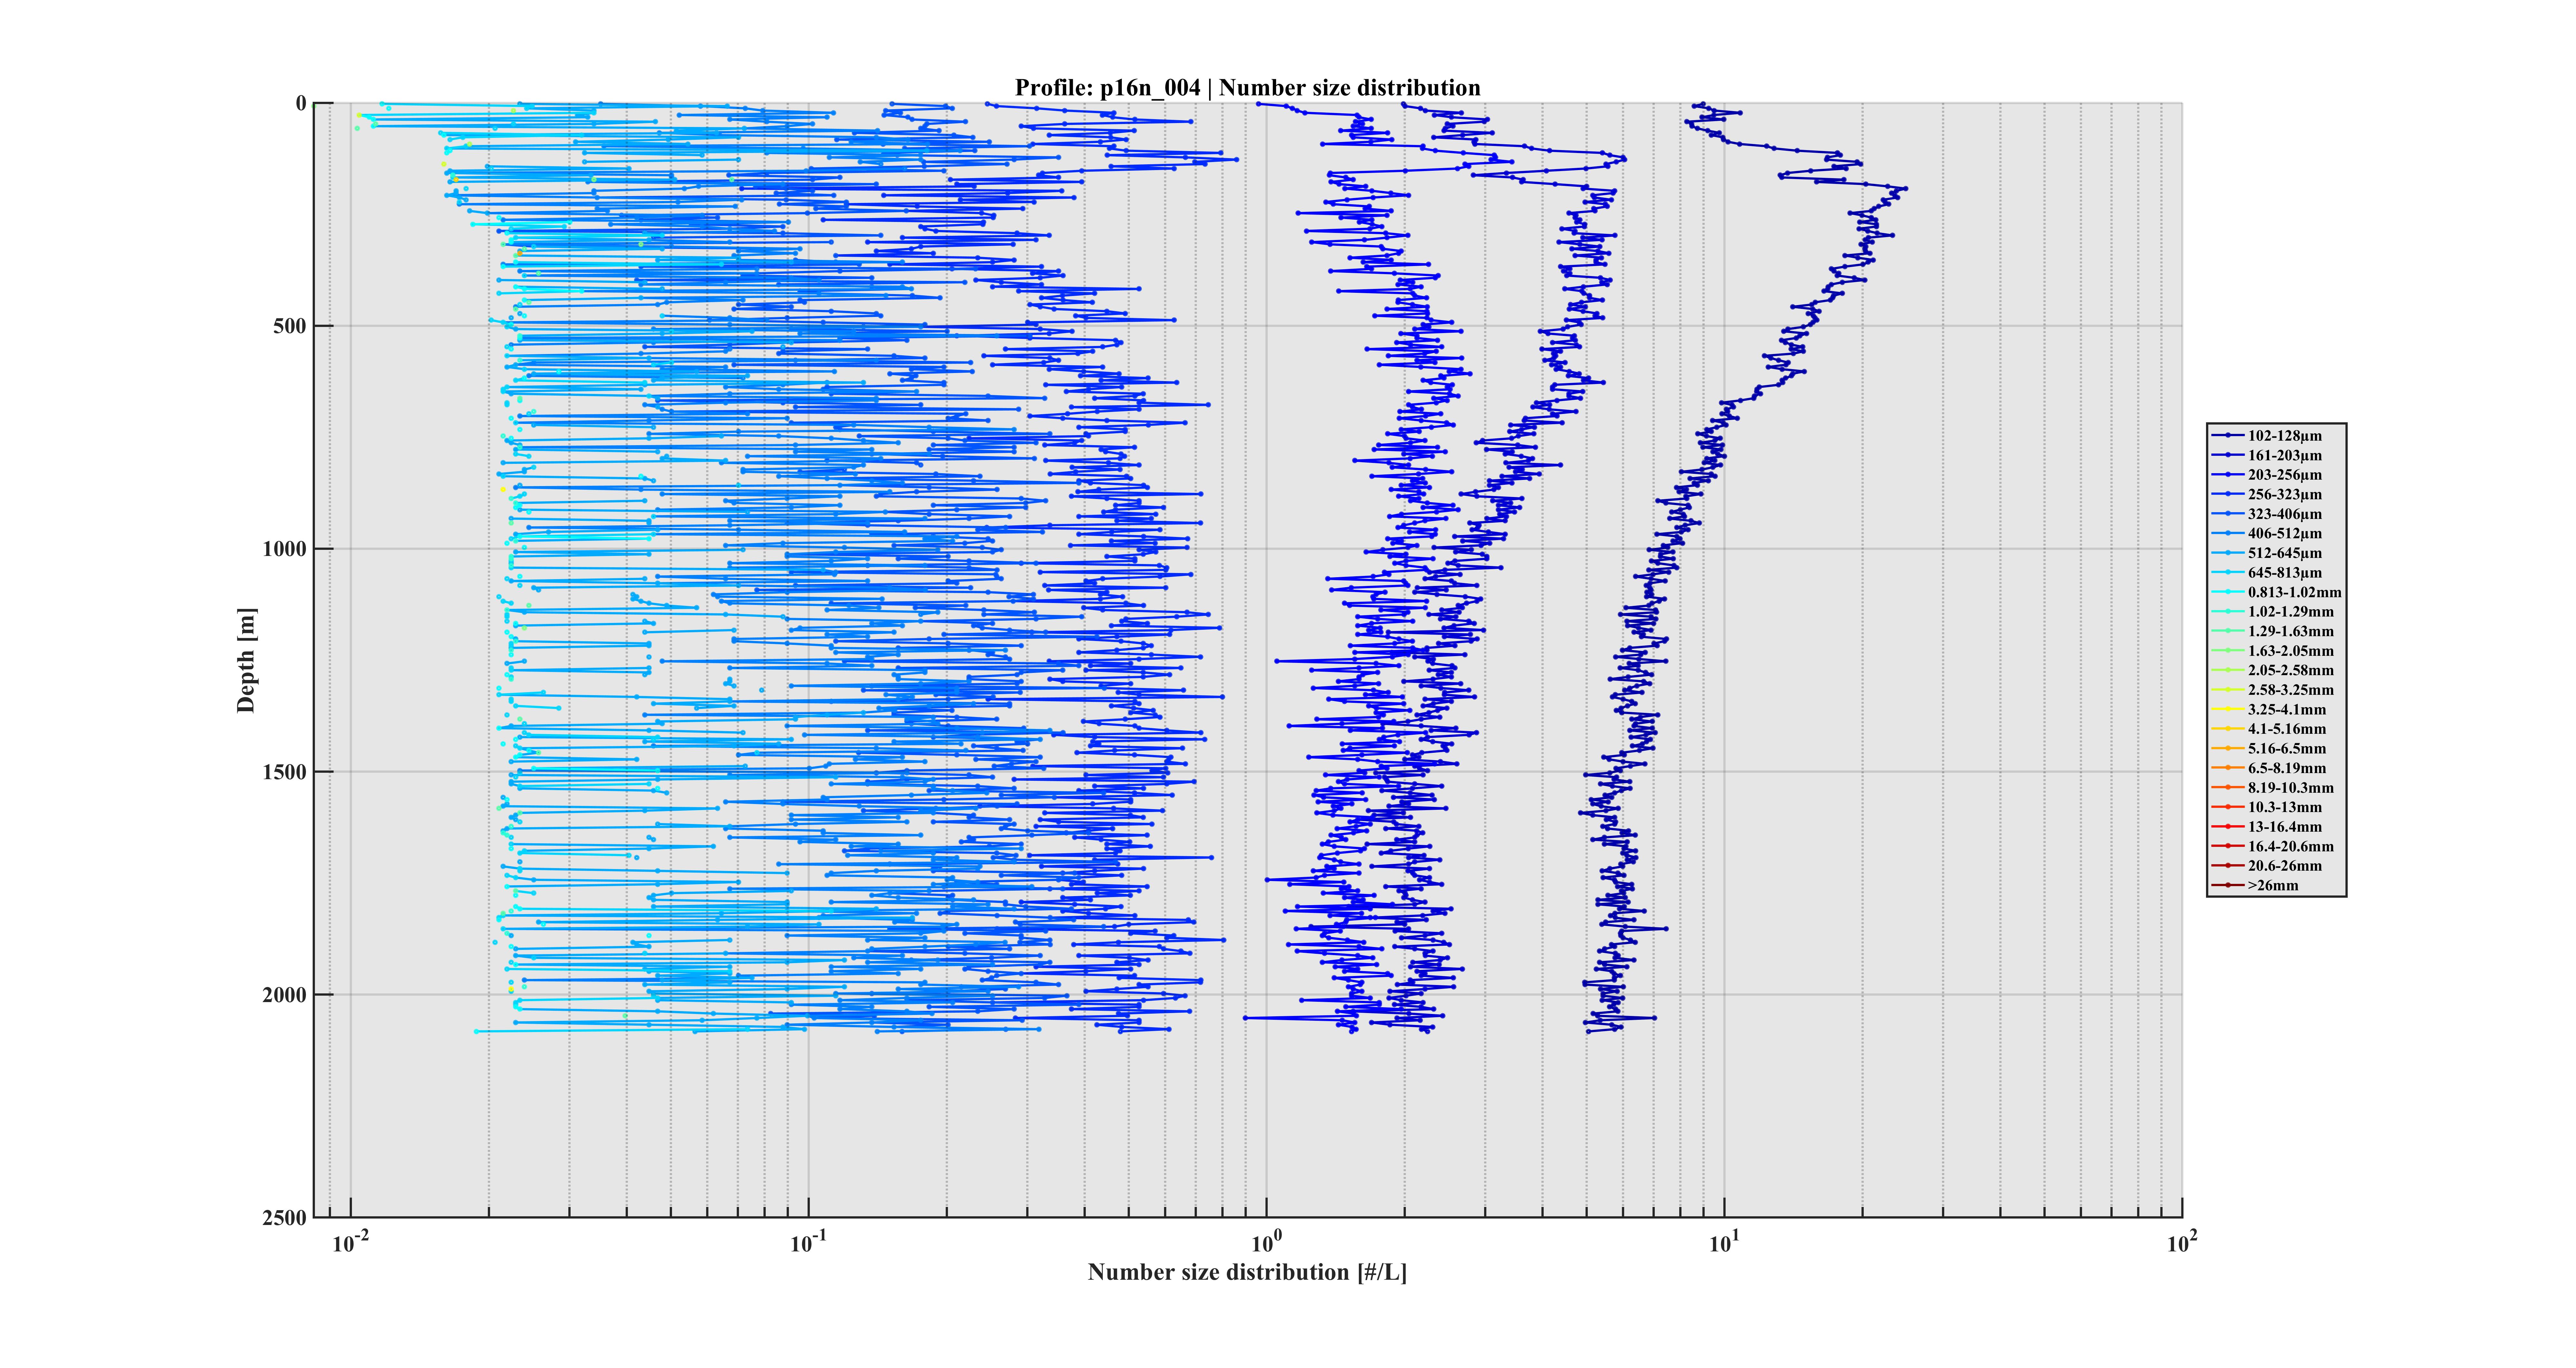 Profile: p16n_004 | Number size distribution
0
500
1000
1500
2000
2500
Depth [m]
10-2
10-1
100
101
102
Number size distribution [#/L]
102-128µm
161-203µm
203-256µm
256-323µm
323-406µm
406-512µm
512-645µm
645-813µm
0.813-1.02mm
1.02-1.29mm
1.29-1.63mm
1.63-2.05mm
2.05-2.58mm
2.58-3.25mm
3.25-4.1mm
4.1-5.16mm
5.16-6.5mm
6.5-8.19mm
8.19-10.3mm
10.3-13mm
13-16.4mm
16.4-20.6mm
20.6-26mm
>26mm